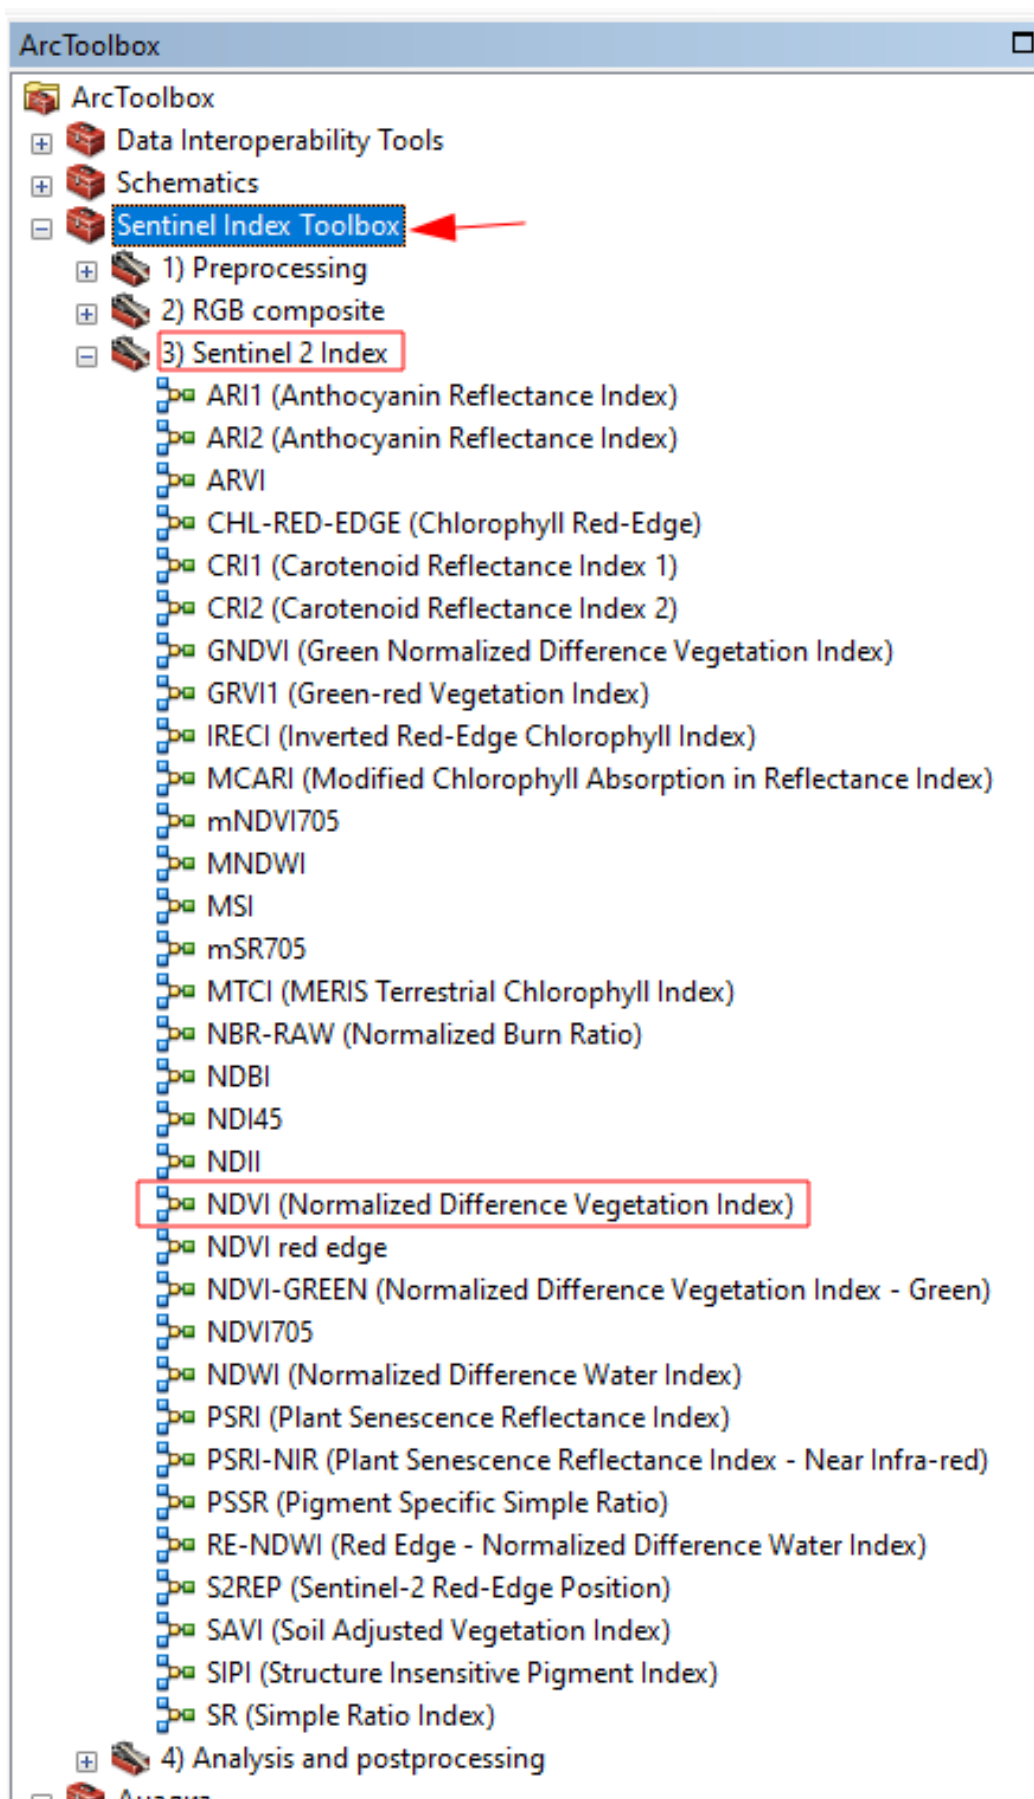 ArcToolbox
ArcToolbox
Data Interoperability Tools
Schematics
Sentinel Index Toolbox
1) Preprocessing
2) RGB composite
3) Sentinel 2 Index
ARI1 (Anthocyanin Reflectance Index)
ARI2 (Anthocyanin Reflectance Index)
ARVI
CHL-RED-EDGE (Chlorophyll Red-Edge)
CRI1 (Carotenoid Reflectance Index 1)
CRI2 (Carotenoid Reflectance Index 2)
GNDVI (Green Normalized Difference Vegetation Index)
GRVI1 (Green-red Vegetation Index)
IRECI (Inverted Red-Edge Chlorophyll Index)
MCARI (Modified Chlorophyll Absorption in Reflectance Index)
mNDVI705
MNDWI
MSI
mSR705
MTCI (MERIS Terrestrial Chlorophyll Index)
NBR-RAW (Normalized Burn Ratio)
NDBI
NDI45
NDII
NDVI (Normalized Difference Vegetation Index)
NDVI red edge
NDVI-GREEN (Normalized Difference Vegetation Index - Green)
NDVI705
NDWI (Normalized Difference Water Index)
PSRI (Plant Senescence Reflectance Index)
PSRI-NIR (Plant Senescence Reflectance Index - Near Infra-red)
PSSR (Pigment Specific Simple Ratio)
RE-NDWI (Red Edge - Normalized Difference Water Index)
S2REP (Sentinel-2 Red-Edge Position)
SAVI (Soil Adjusted Vegetation Index)
SIPI (Structure Insensitive Pigment Index)
SR (Simple Ratio Index)
4) Analysis and postprocessing